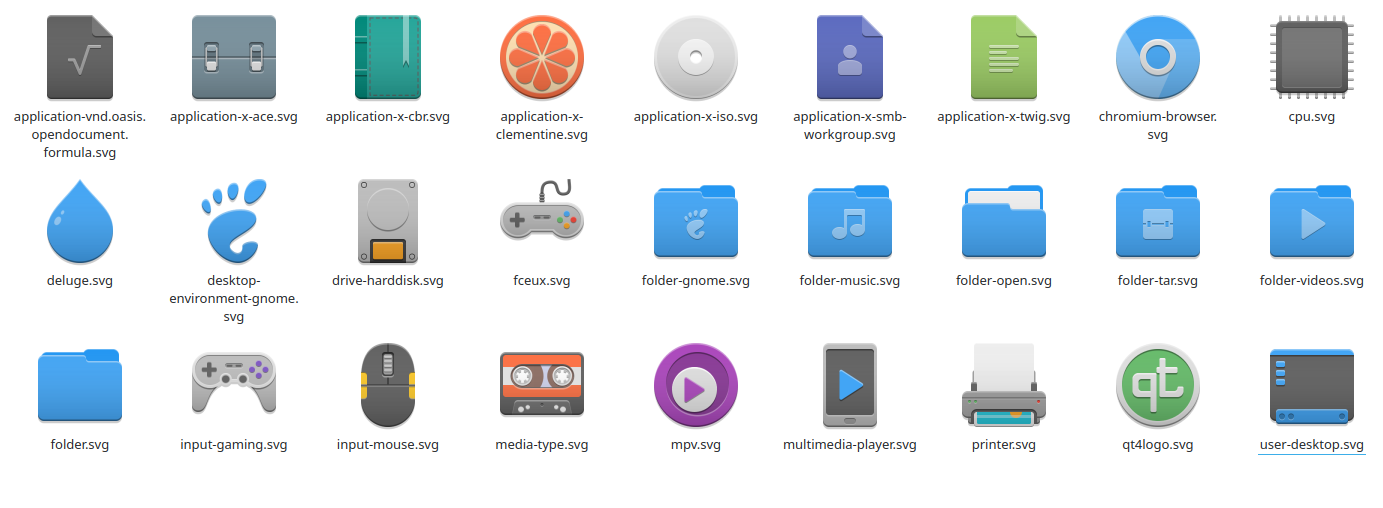 application-vnd.oasis.
opendocument.
formula.svg
application-x-ace.svg
application-x-cbr.svg
application-x-
clementine.svg
application-x-iso.svg
application-x-smb-
workgroup.svg
application-x-twig.svg
chromium-browser.
svg
cpu.svg
deluge.svg
desktop-
environment-gnome.
svg
drive-harddisk.svg
fceux.svg
folder-gnome.svg
folder-music.svg
folder-open.svg
folder-tar.svg
folder-videos.svg
folder.svg
input-gaming.svg
input-mouse.svg
media-type.svg
mpv.svg
multimedia-player.svg
printer.svg
qt
qt4logo.svg
user-desktop.svg